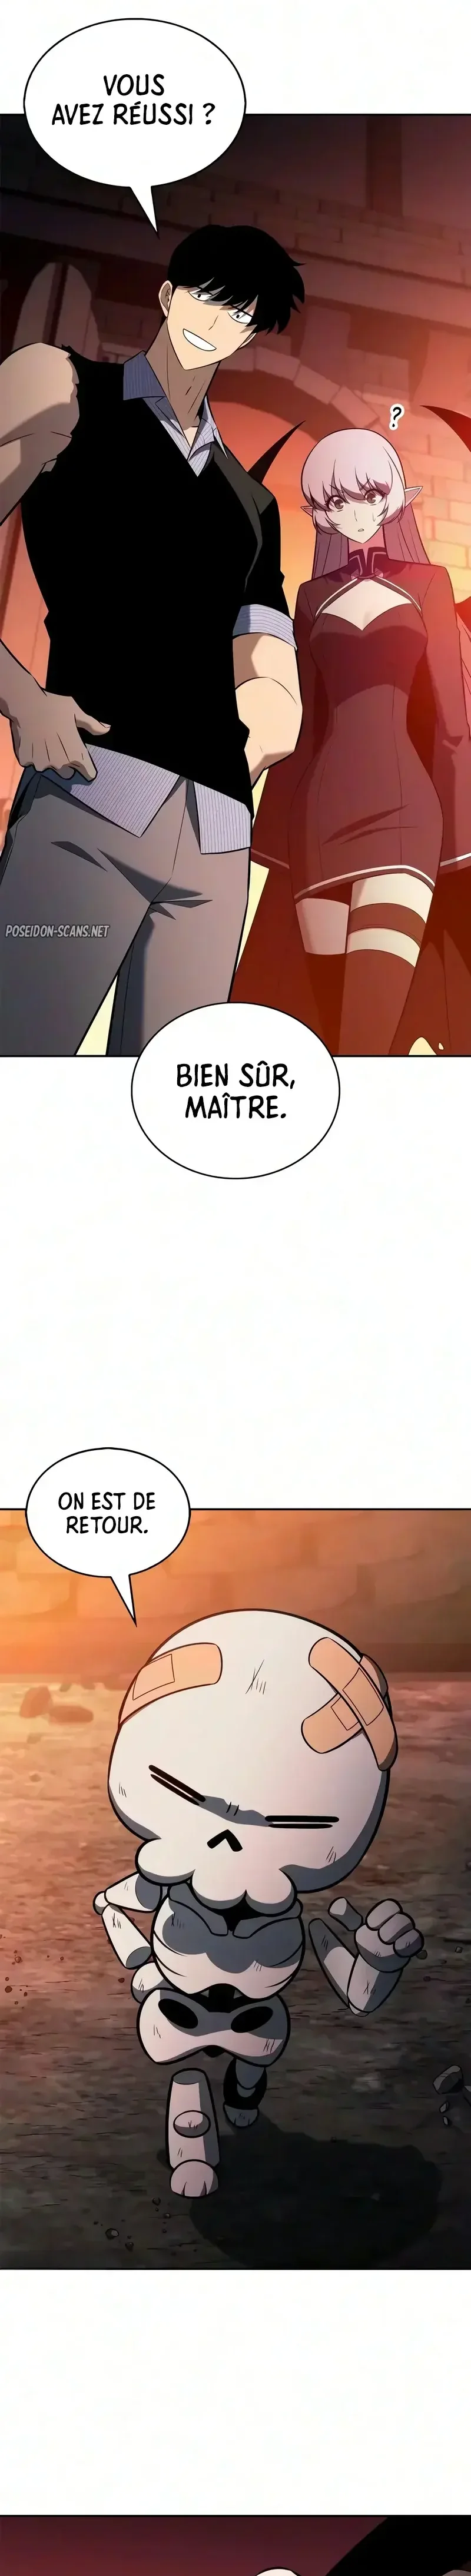 VOUS
AVEZ RÉUSSI ?
?
POSEIDON-SCANS.NET
BIEN SÛR,
MAÎTRE.
ON EST DE
RETOUR.